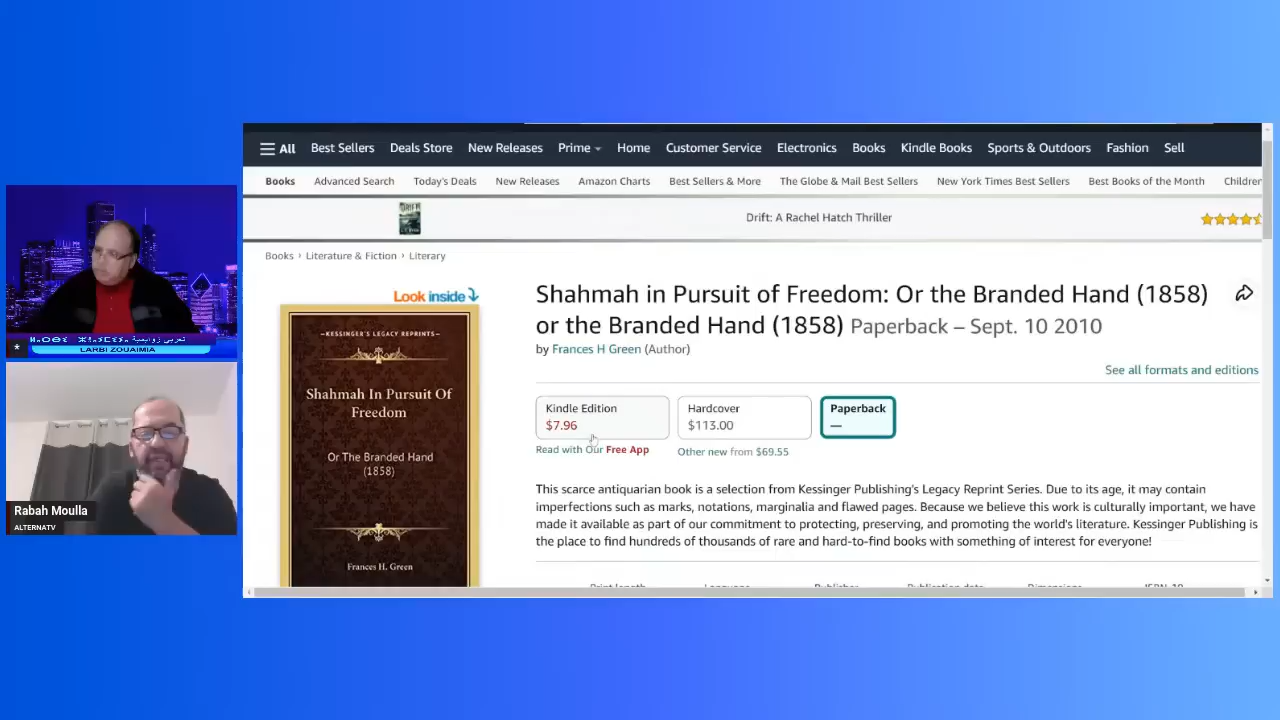 All Best Sellers Deals Store New Releases Prime Home Customer Service Electronics Books Kindle Books Sports & Outdoors Fashion Sell
Books Advanced Search Today's Deals New Releases Amazon Charts Best Sellers & More The Globe & Mail Best Sellers New York Times Best Sellers Best Books of the Month Children
Drift: A Rachel Hatch Thriller
Books › Literature & Fiction › Literary
Look inside
KESSINGER'S LEGACY REPRINTS
Shahmah In Pursuit Of
Freedom
Or The Branded Hand
(1858)
Frances H. Green
Shahmah in Pursuit of Freedom: Or the Branded Hand (1858)
or the Branded Hand (1858) Paperback – Sept. 10 2010
by Frances H Green (Author)
See all formats and editions
Kindle Edition
$7.96
Read with Our Free App
Hardcover
$113.00
Other new from $69.55
Paperback
—
This scarce antiquarian book is a selection from Kessinger Publishing's Legacy Reprint Series. Due to its age, it may contain
imperfections such as marks, notations, marginalia and flawed pages. Because we believe this work is culturally important, we have
made it available as part of our commitment to protecting, preserving, and promoting the world's literature. Kessinger Publishing is
the place to find hundreds of thousands of rare and hard-to-find books with something of interest for everyone!
Print length Language Publisher Publication date Dimensions ISBN-10
LARBI ZOUAIMIA
Rabah Moulla
ALTERNATV